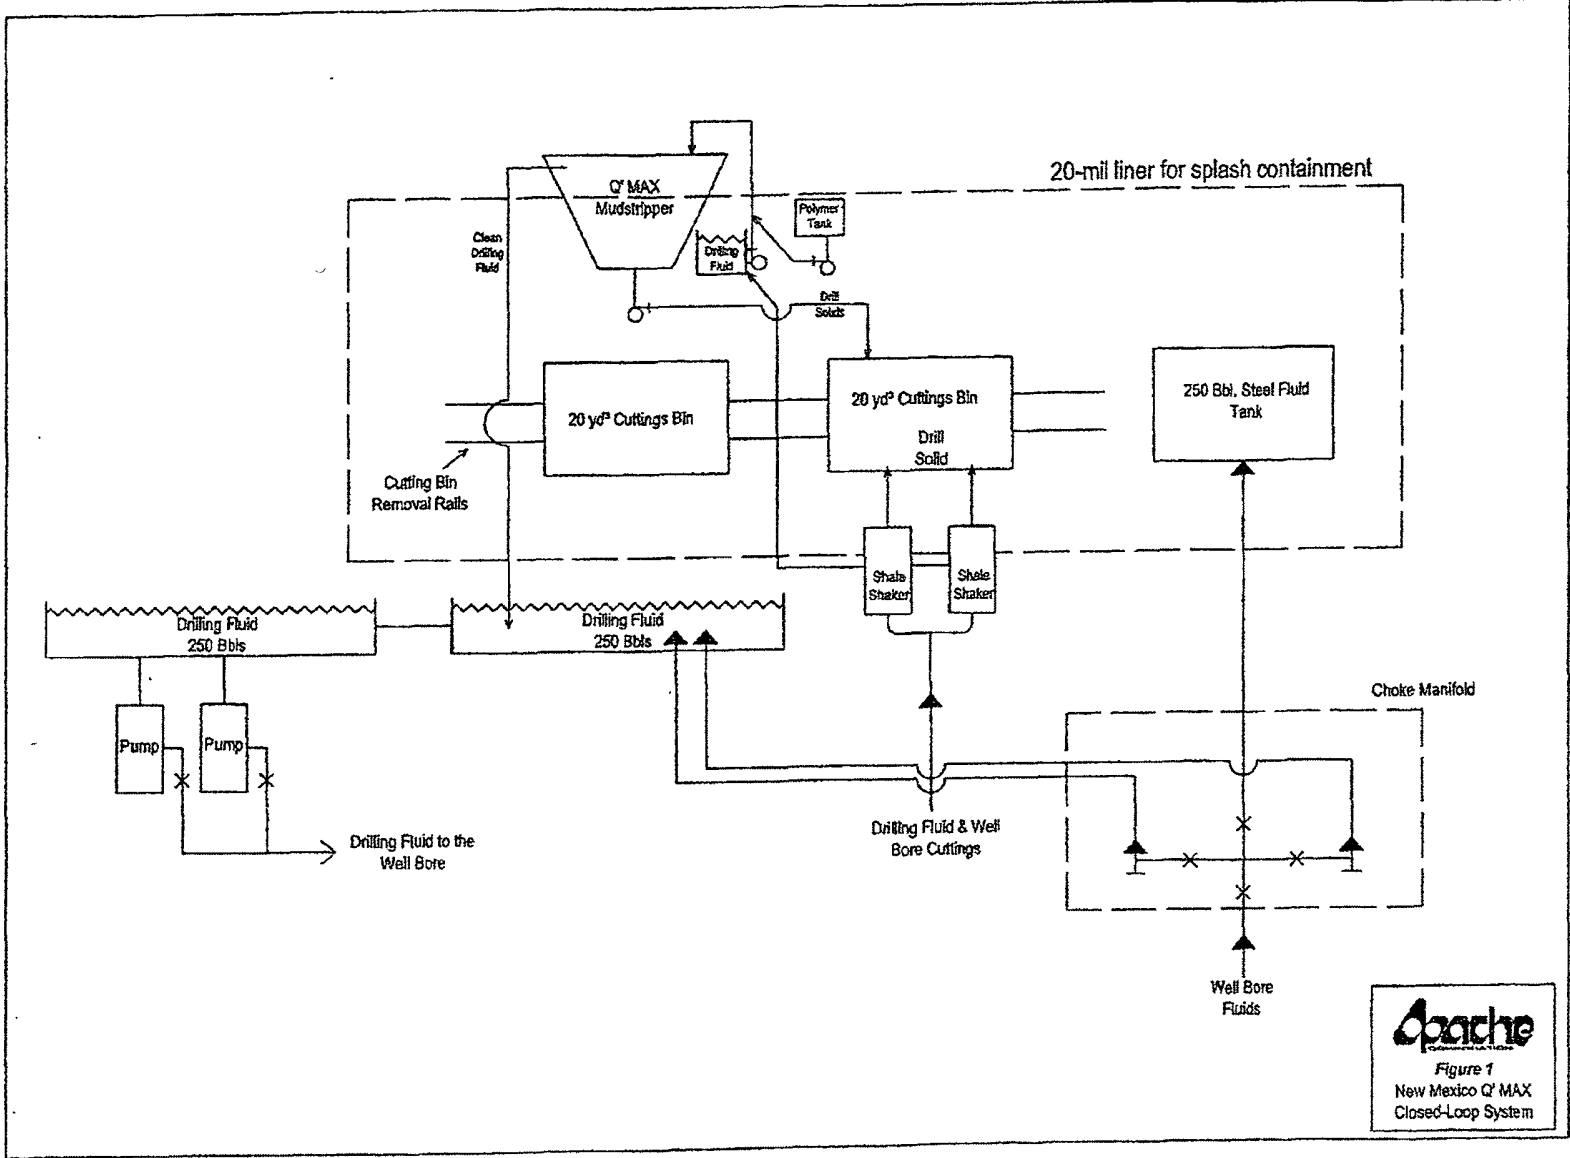 20-mil liner for splash containment
Q' MAX
Mudstripper
Polymer
Tank
Clean
Drilling
Fluid
Drilling
Fluid
Drill
Solids
20 yd³ Cuttings Bin
20 yd³ Cuttings Bin
Drill
Solid
250 Bbl. Steel Fluid
Tank
Cutting Bin
Removal Rails
Shale
Shaker
Shale
Shaker
Drilling Fluid
250 Bbls
Drilling Fluid
250 Bbls
Choke Manifold
Pump
Pump
Drilling Fluid to the
Well Bore
Drilling Fluid & Well
Bore Cuttings
Well Bore
Fluids
Apache
CORPORATION
Figure 1
New Mexico Q' MAX
Closed-Loop System